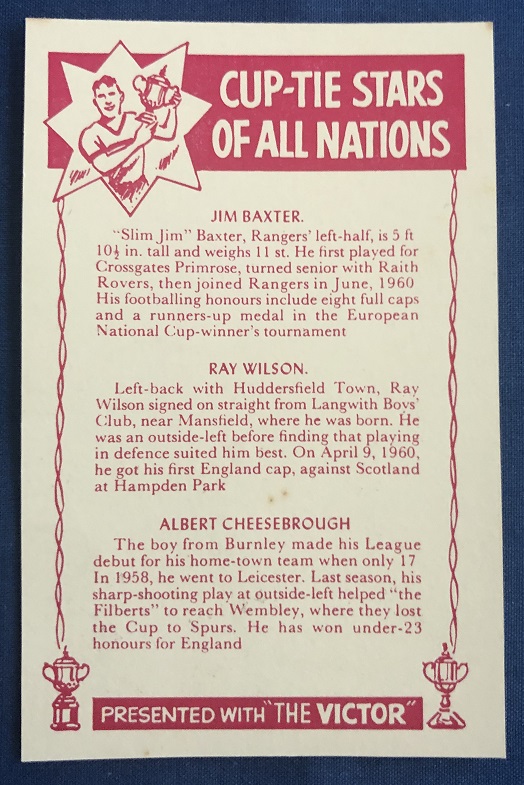 CUP-TIE STARS
OF ALL NATIONS
JIM BAXTER.
"Slim Jim" Baxter, Rangers' left-half, is 5 ft
10½ in. tall and weighs 11 st. He first played for
Crossgates Primrose, turned senior with Raith
Rovers, then joined Rangers in June, 1960
His footballing honours include eight full caps
and a runners-up medal in the European
National Cup-winner's tournament
RAY WILSON.
Left-back with Huddersfield Town, Ray
Wilson signed on straight from Langwith Boys'
Club, near Mansfield, where he was born. He
was an outside-left before finding that playing
in defence suited him best. On April 9, 1960,
he got his first England cap, against Scotland
at Hampden Park
ALBERT CHEESEBROUGH
The boy from Burnley made his League
debut for his home-town team when only 17
In 1958, he went to Leicester. Last season, his
sharp-shooting play at outside-left helped "the
Filberts" to reach Wembley, where they lost
the Cup to Spurs. He has won under-23
honours for England
PRESENTED WITH "THE VICTOR"